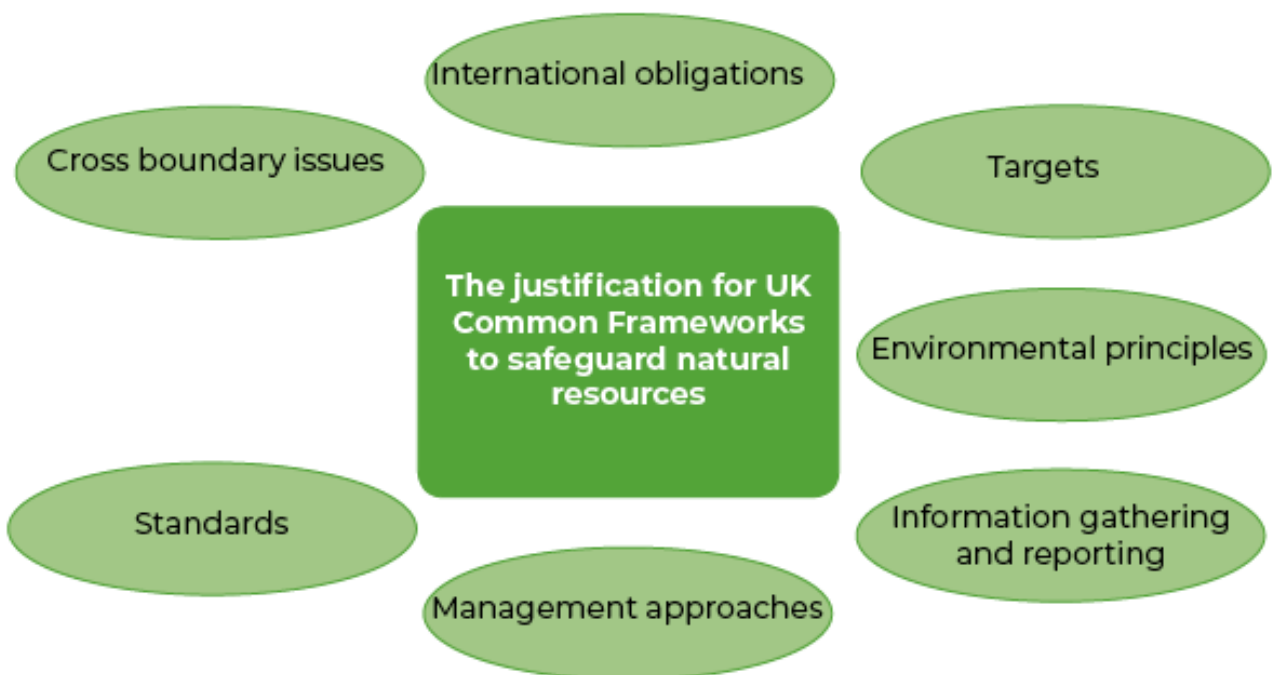 International obligations
Cross boundary issues
Targets
The justification for UK
Common Frameworks
to safeguard natural
resources
Environmental principles
Standards
Information gathering
and reporting
Management approaches